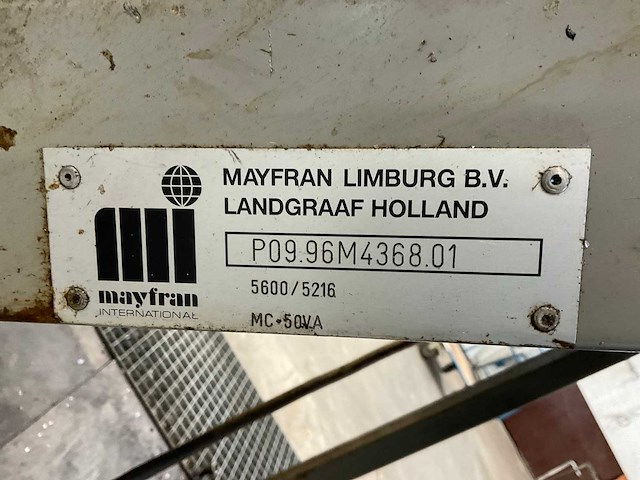 MAYFRAN LIMBURG B.V.
LANDGRAAF HOLLAND
P09.96M4368.01
5600/5216
MC•50VA
mayfran
INTERNATIONAL